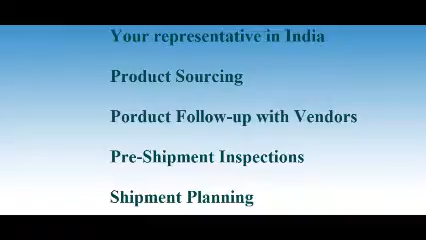 Your representative in India
Product Sourcing
Porduct Follow-up with Vendors
Pre-Shipment Inspections
Shipment Planning